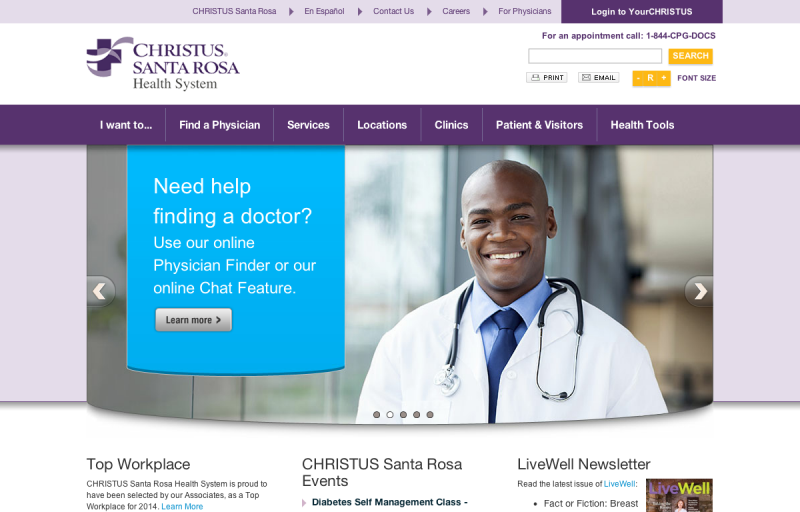 CHRISTUS Santa Rosa
En Español
Contact Us
Careers
For Physicians
Login to YourCHRISTUS
For an appointment call: 1-844-CPG-DOCS
CHRISTUS®
SANTA ROSA
Health System
SEARCH
PRINT
EMAIL
- R +
FONT SIZE
I want to...
Find a Physician
Services
Locations
Clinics
Patient & Visitors
Health Tools
Need help
finding a doctor?
Use our online
Physician Finder or our
online Chat Feature.
Learn more
Top Workplace
CHRISTUS Santa Rosa Health System is proud to
have been selected by our Associates, as a Top
Workplace for 2014. Learn More
CHRISTUS Santa Rosa
Events
Diabetes Self Management Class -
LiveWell Newsletter
Read the latest issue of LiveWell:
• Fact or Fiction: Breast
LiveWell